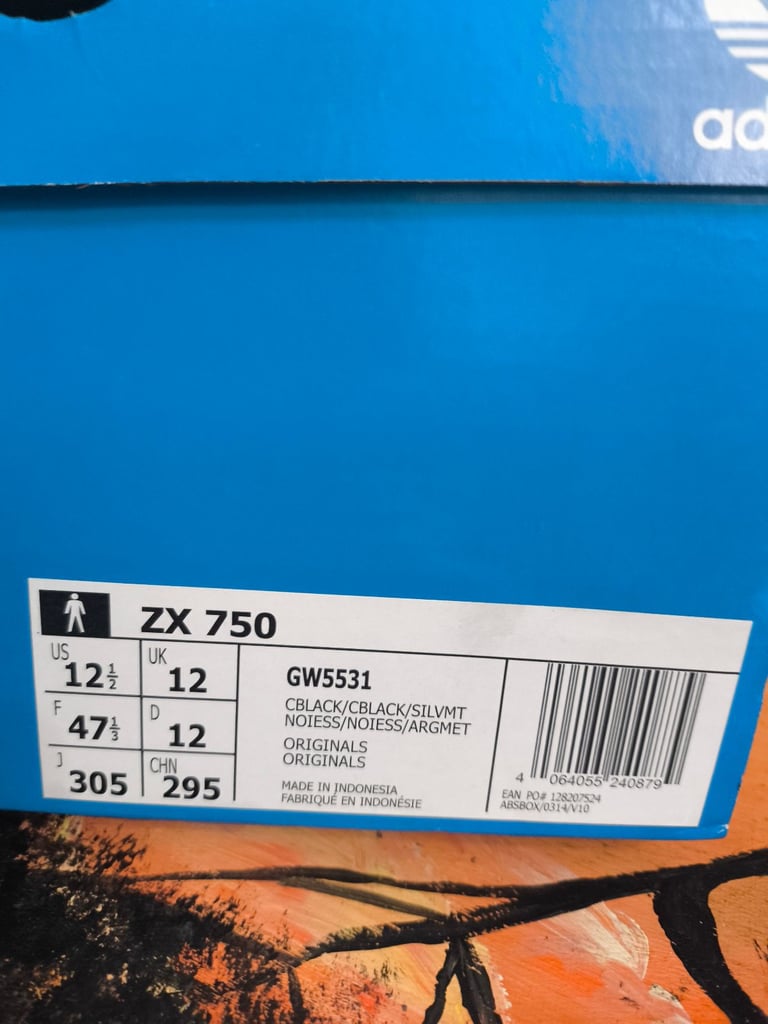 ad
ZX 750
US 12½ UK 12
F 47⅓ D 12
J 305 CHN 295
GW5531
CBLACK/CBLACK/SILVMT
NOIESS/NOIESS/ARGMET
ORIGINALS
ORIGINALS
MADE IN INDONESIA
FABRIQUÉ EN INDONÉSIE
4 064055 240879
EAN PO# 128207524
ABSBOX/0314/V10